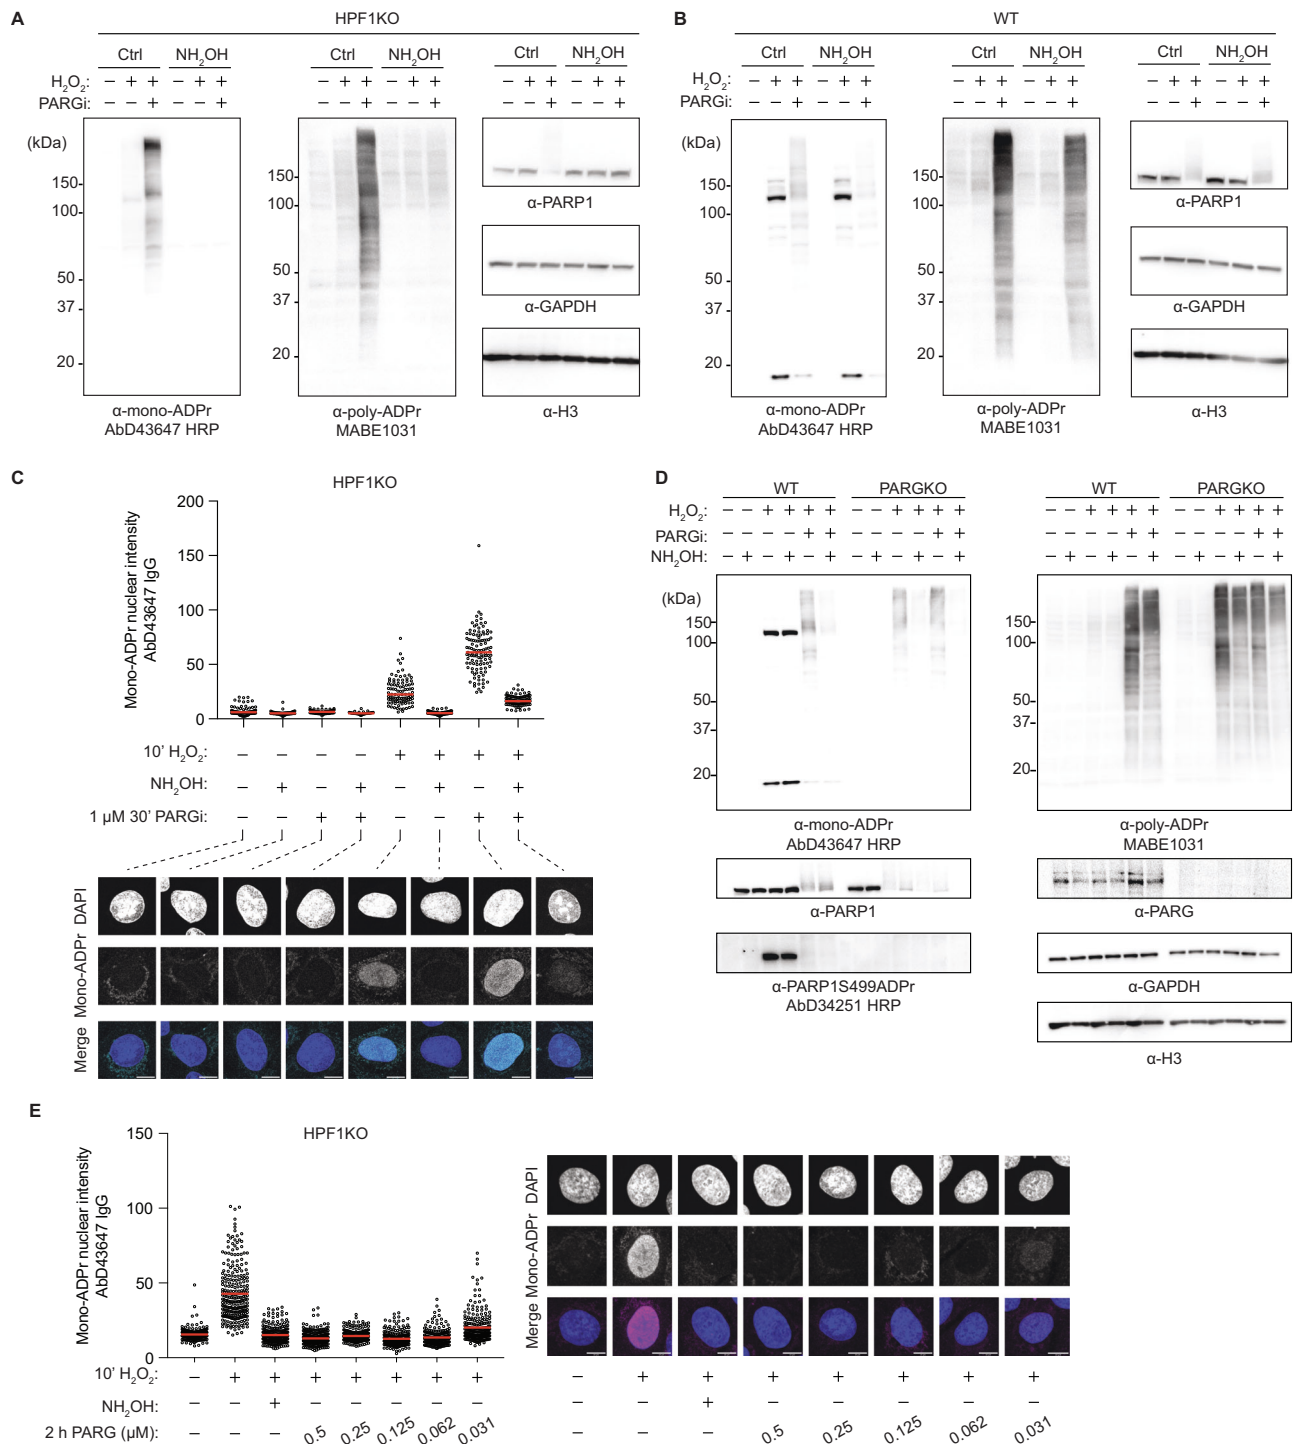 A
HPF1KO
Ctrl NH2OH Ctrl NH2OH Ctrl NH2OH
H2O2: – + + – + + – + + – + + – + + – + +
PARGi: – – + – – + – – + – – + – – + – – +
(kDa)
150
100
50
37
20
150
100
50
37
20
α-PARP1
α-GAPDH
α-H3
α-mono-ADPr
AbD43647 HRP
α-poly-ADPr
MABE1031
B
WT
Ctrl NH2OH Ctrl NH2OH Ctrl NH2OH
H2O2: – + + – + + – + + – + + – + + – + +
PARGi: – – + – – + – – + – – + – – + – – +
(kDa)
150
100
50
37
20
150
100
50
37
20
α-PARP1
α-GAPDH
α-H3
α-mono-ADPr
AbD43647 HRP
α-poly-ADPr
MABE1031
C
HPF1KO
Mono-ADPr nuclear intensity
AbD43647 IgG
200
150
100
50
0
10' H2O2: – – – – + + + +
NH2OH: – + – + – + – +
1 µM 30' PARGi: – – + + – – + +
DAPI
Mono-ADPr
Merge
D
WT PARGKO WT PARGKO
H2O2: – – + + + + – – + + + + – – + + + + – – + + + +
PARGi: – – – – + + – – – – + + – – – – + + – – – – + +
NH2OH: – + – + – + – + – + – + – + – + – + – + – + – +
(kDa)
150
100
50
37
20
150
100
50
37
20
α-mono-ADPr
AbD43647 HRP
α-PARP1
α-PARP1S499ADPr
AbD34251 HRP
α-poly-ADPr
MABE1031
α-PARG
α-GAPDH
α-H3
E
HPF1KO
Mono-ADPr nuclear intensity
AbD43647 IgG
150
100
50
0
10' H2O2: – + + + + + + +
NH2OH: – – + – – – – –
2 h PARG (µM): – – – 0.5 0.25 0.125 0.062 0.031
DAPI
Mono-ADPr
Merge
– + + + + + + +
– – + – – – – –
– – – 0.5 0.25 0.125 0.062 0.031